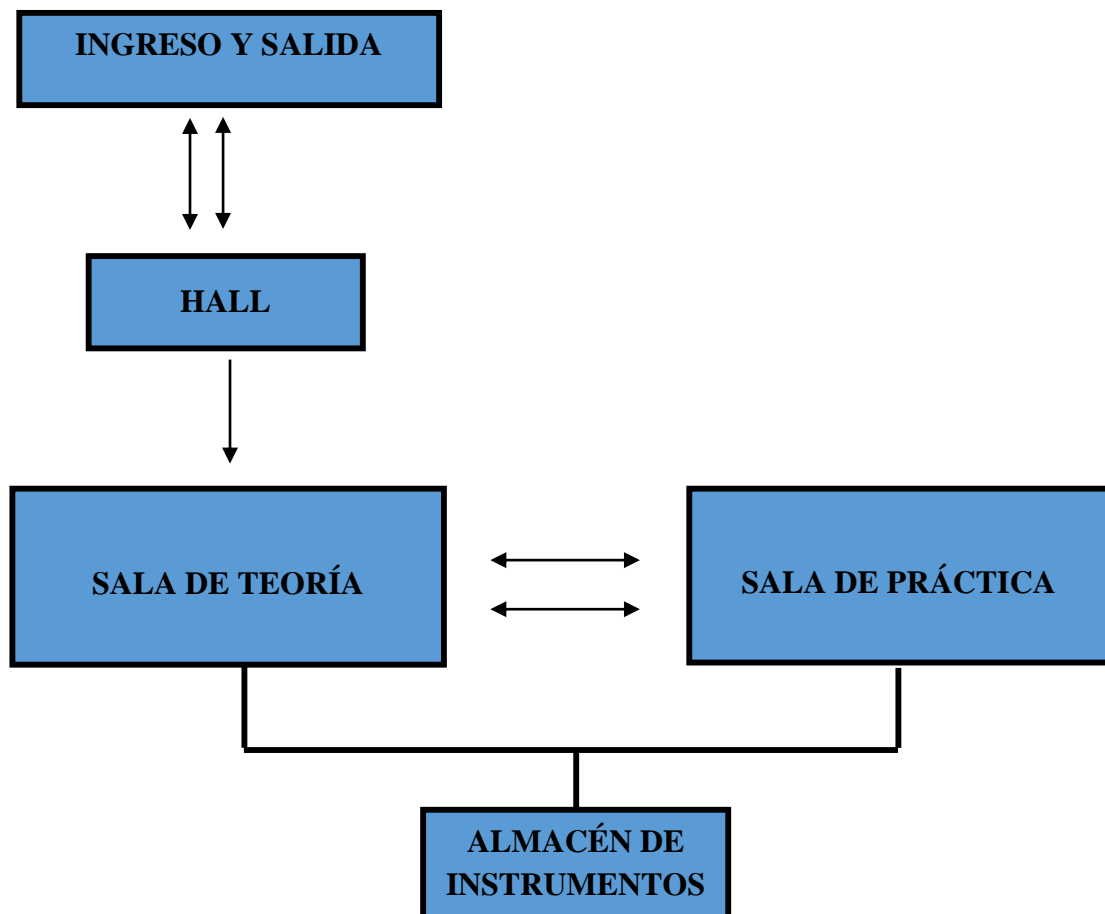 INGRESO Y SALIDA
HALL
SALA DE TEORÍA
SALA DE PRÁCTICA
ALMACÉN DE
INSTRUMENTOS